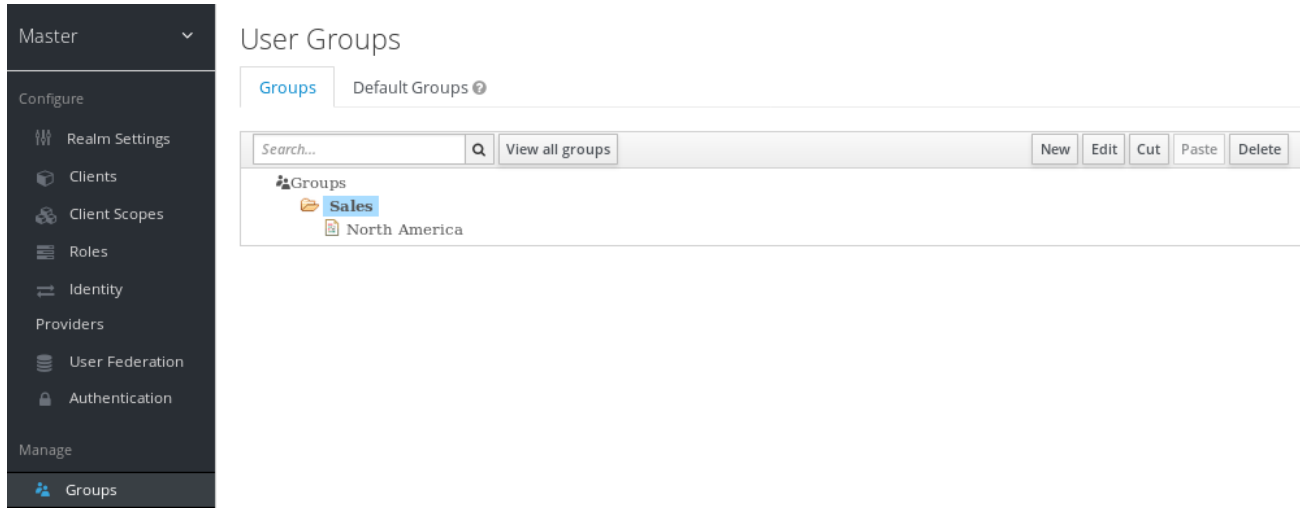 Master
Configure
Realm Settings
Clients
Client Scopes
Roles
Identity
Providers
User Federation
Authentication
Manage
Groups
User Groups
Groups
Default Groups
Search...
View all groups
New
Edit
Cut
Paste
Delete
Groups
Sales
North America